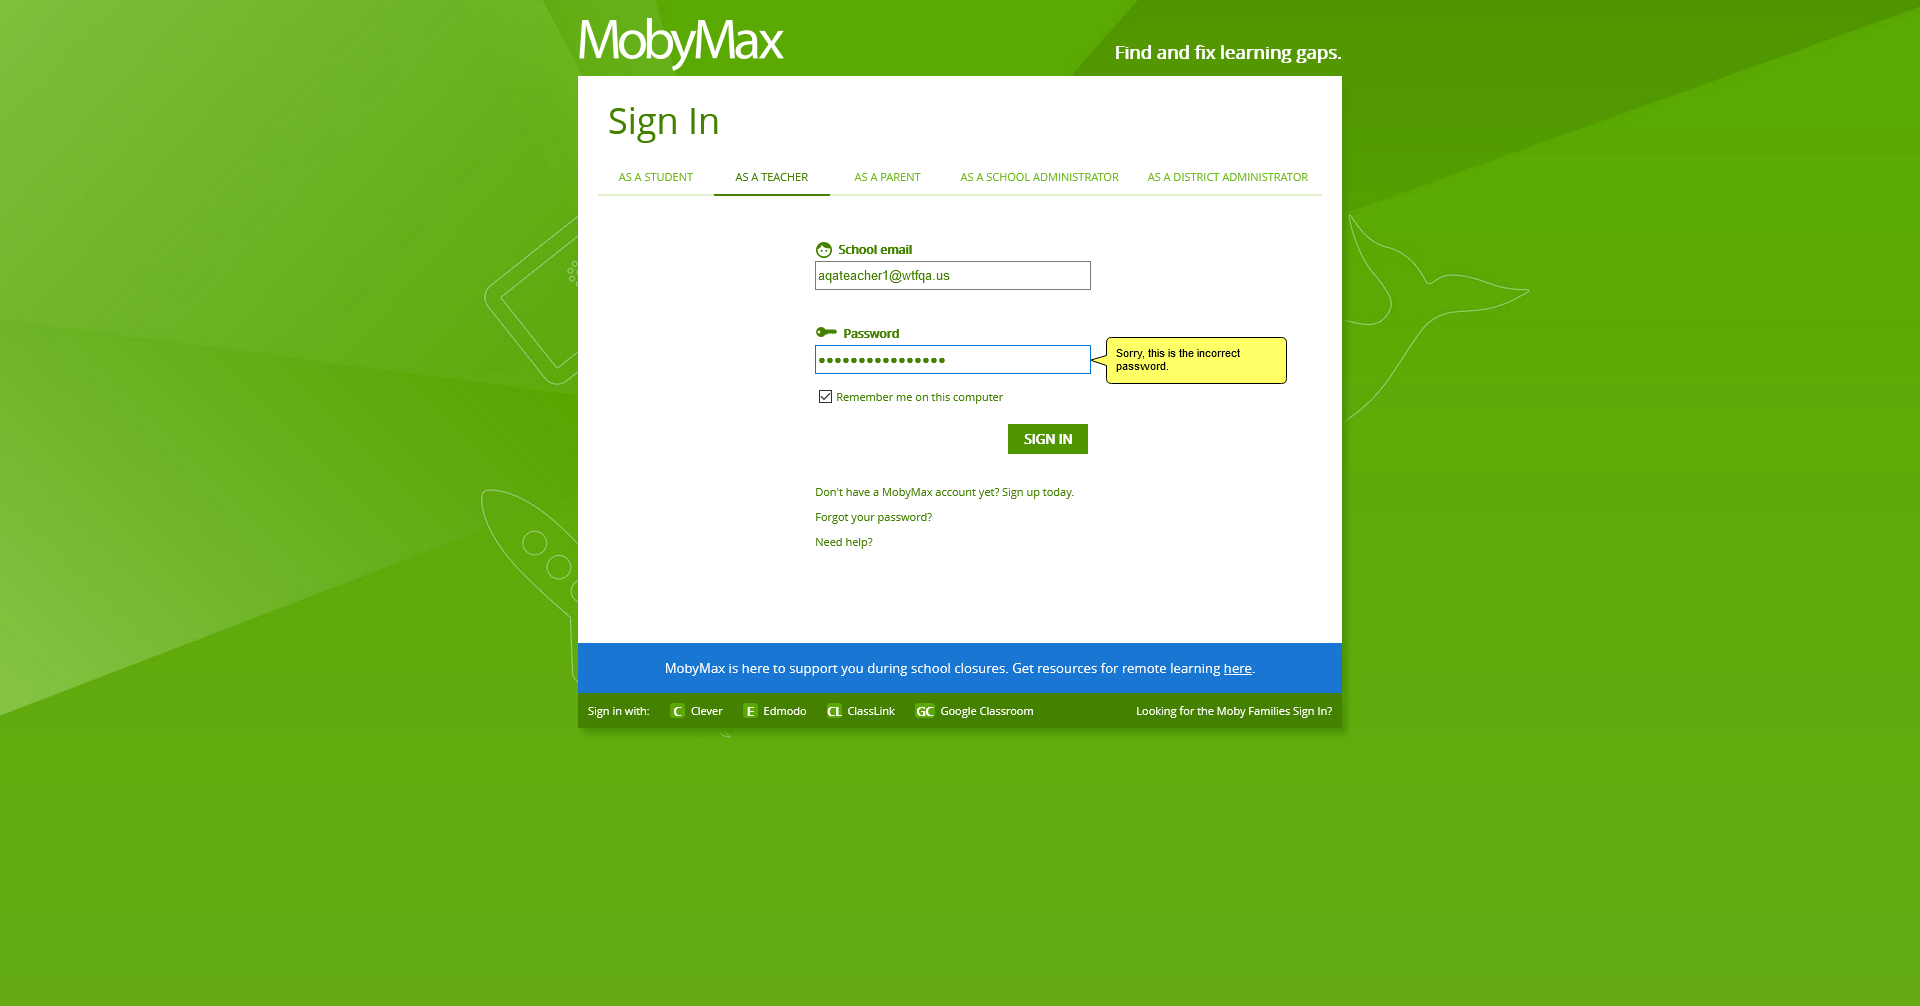 MobyMax
Find and fix learning gaps.
Sign In
AS A STUDENT AS A TEACHER AS A PARENT AS A SCHOOL ADMINISTRATOR AS A DISTRICT ADMINISTRATOR
School email
aqateacher1@wtfqa.us
Password
Sorry, this is the incorrect
password.
Remember me on this computer
SIGN IN
Don't have a MobyMax account yet? Sign up today.
Forgot your password?
Need help?
MobyMax is here to support you during school closures. Get resources for remote learning here.
Sign in with: C Clever E Edmodo CL ClassLink GC Google Classroom Looking for the Moby Families Sign In?